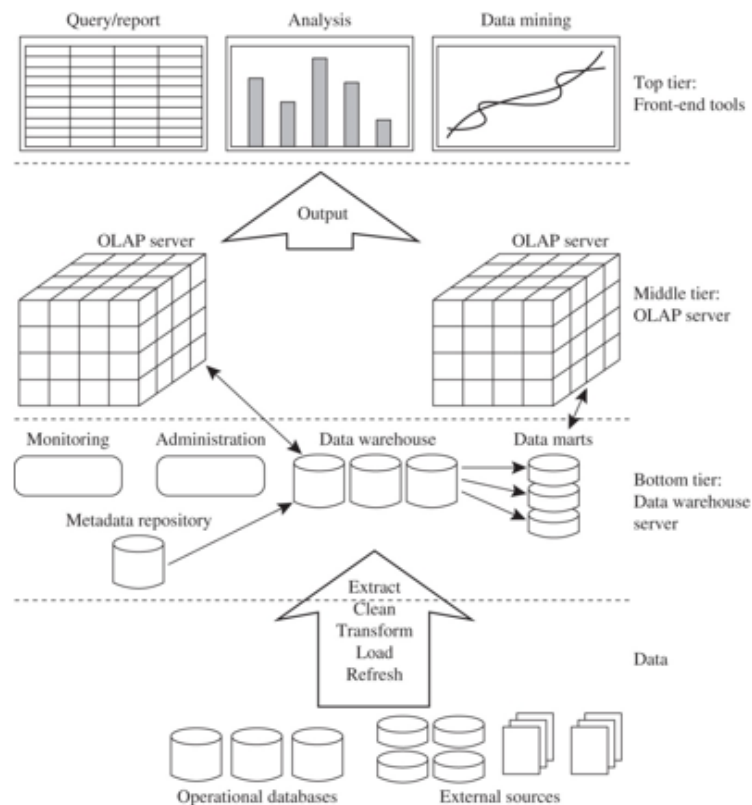 Query/report
Analysis
Data mining
Top tier:
Front-end tools
Output
OLAP server
OLAP server
Middle tier:
OLAP server
Monitoring
Administration
Data warehouse
Data marts
Bottom tier:
Data warehouse
server
Metadata repository
Extract
Clean
Transform
Load
Refresh
Data
Operational databases
External sources